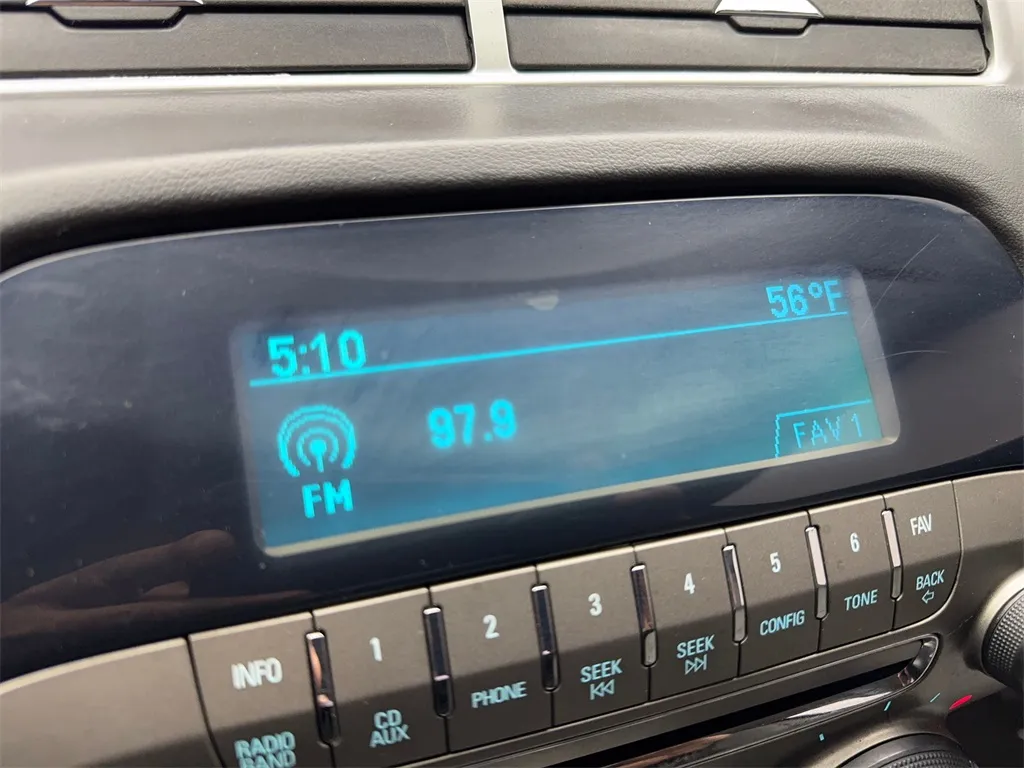 5:10
56°F
97.9
FM
FAV 1
INFO
1
2
3
4
5
6
FAV
RADIO
BAND
CD
AUX
PHONE
SEEK
SEEK
CONFIG
TONE
BACK